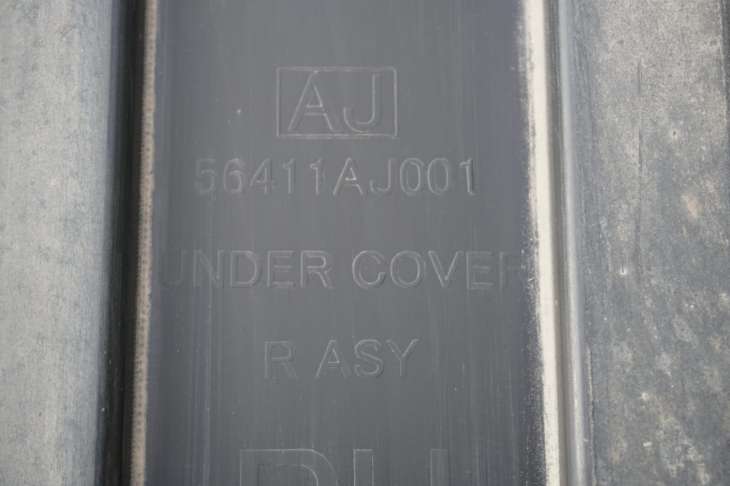 AJ
56411AJ001
UNDER COVER
R ASY